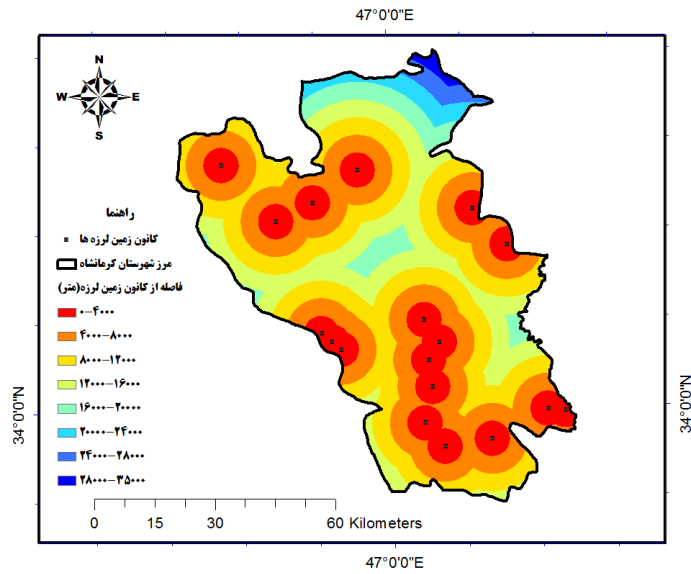 47°0'0"E
N
W E
S
راهنما
کانون زمین لرزه ها
مرز شهرستان کرمانشاه
فاصله از کانون زمین لرزه(متر)
۰-۴۰۰۰
۴۰۰۰-۸۰۰۰
۸۰۰۰-۱۲۰۰۰
۱۲۰۰۰-۱۶۰۰۰
۱۶۰۰۰-۲۰۰۰۰
۲۰۰۰۰-۲۴۰۰۰
۲۴۰۰۰-۲۸۰۰۰
۲۸۰۰۰-۳۵۰۰۰
34°0'0"N
34°0'0"N
0 15 30 60 Kilometers
47°0'0"E